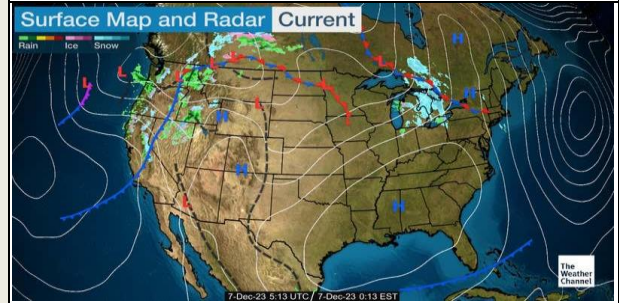 Surface Map and Radar Current
Rain Ice Snow
L
H
L
L
L
L
L
L
L
H
H
H
L
H
The
Weather
Channel
7-Dec-23 5:13 UTC / 7-Dec-23 0:13 EST